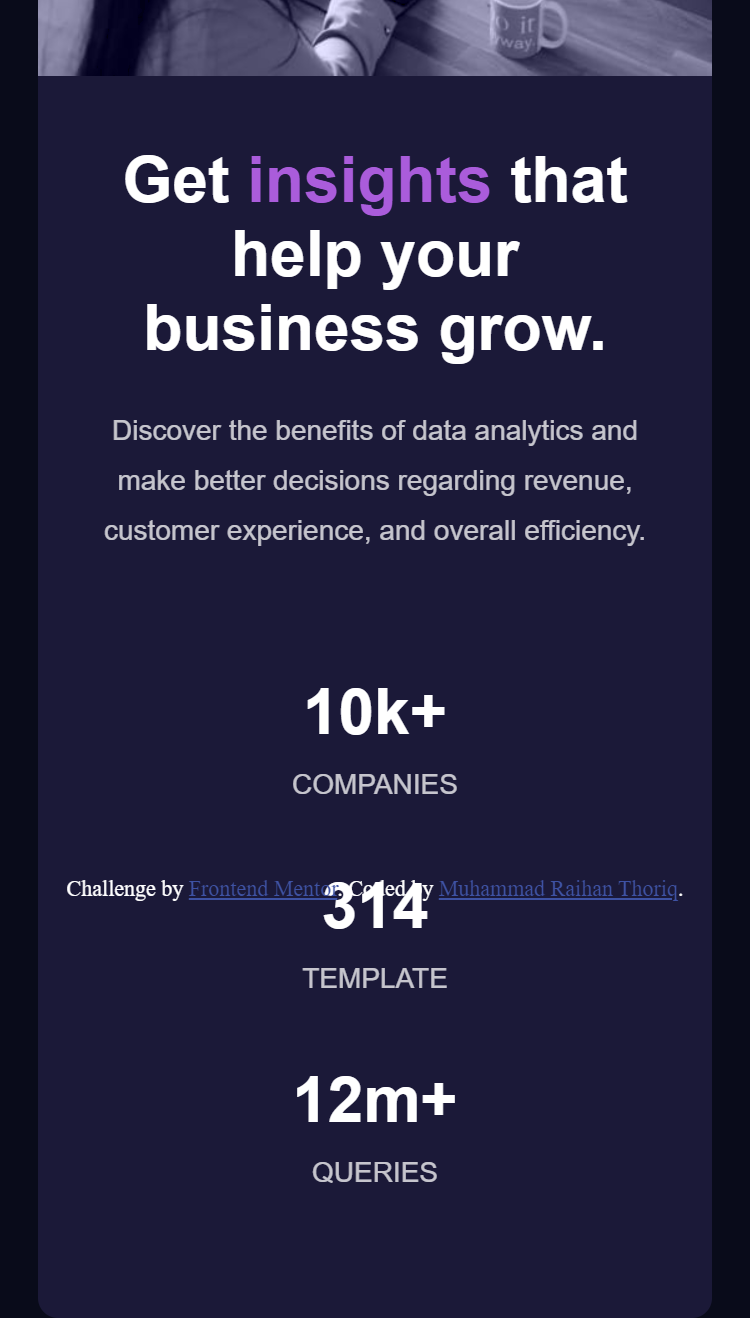 Get insights that
help your
business grow.
Discover the benefits of data analytics and
make better decisions regarding revenue,
customer experience, and overall efficiency.
10k+
COMPANIES
Challenge by Frontend Mentor. Coded by Muhammad Raihan Thoriq.
314
TEMPLATE
12m+
QUERIES